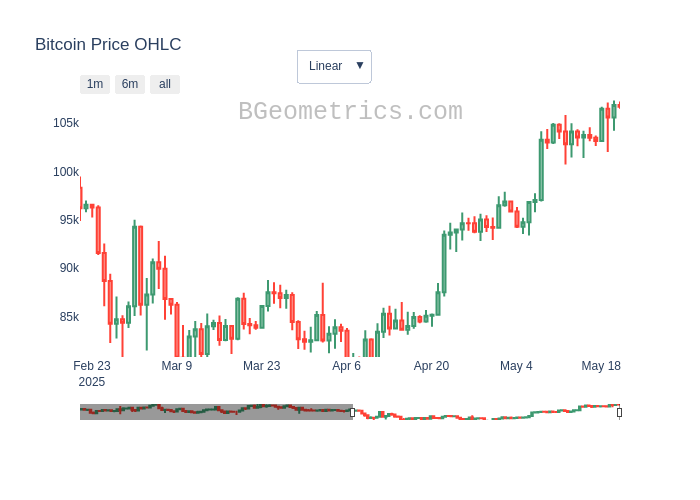 Bitcoin Price OHLC
Linear ▼
1m 6m all
BGeometrics.com
105k
100k
95k
90k
85k
Feb 23 Mar 9 Mar 23 Apr 6 Apr 20 May 4 May 18
2025